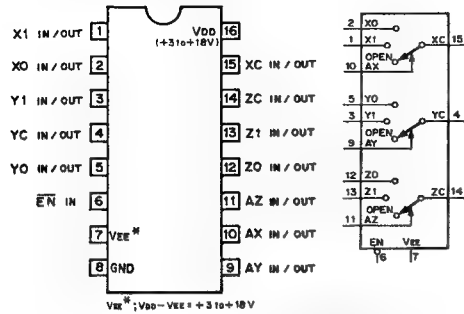 X1 IN/OUT 1
X0 IN/OUT 2
Y1 IN/OUT 3
YC IN/OUT 4
Y0 IN/OUT 5
E̅N̅ IN 6
7 VEE*
8 GND
VDD 16
(+3 to +18V)
15 XC IN/OUT
14 ZC IN/OUT
13 Z1 IN/OUT
12 Z0 IN/OUT
11 AZ IN/OUT
10 AX IN/OUT
9 AY IN/OUT
VEE* ; VDD-VEE = +3 to +18V
2 X0
1 X1
XC 15
OPEN
10 AX
5 Y0
3 Y1
YC 4
OPEN
9 AY
12 Z0
13 Z1
ZC 14
OPEN
11 AZ
EN VEE
6 7